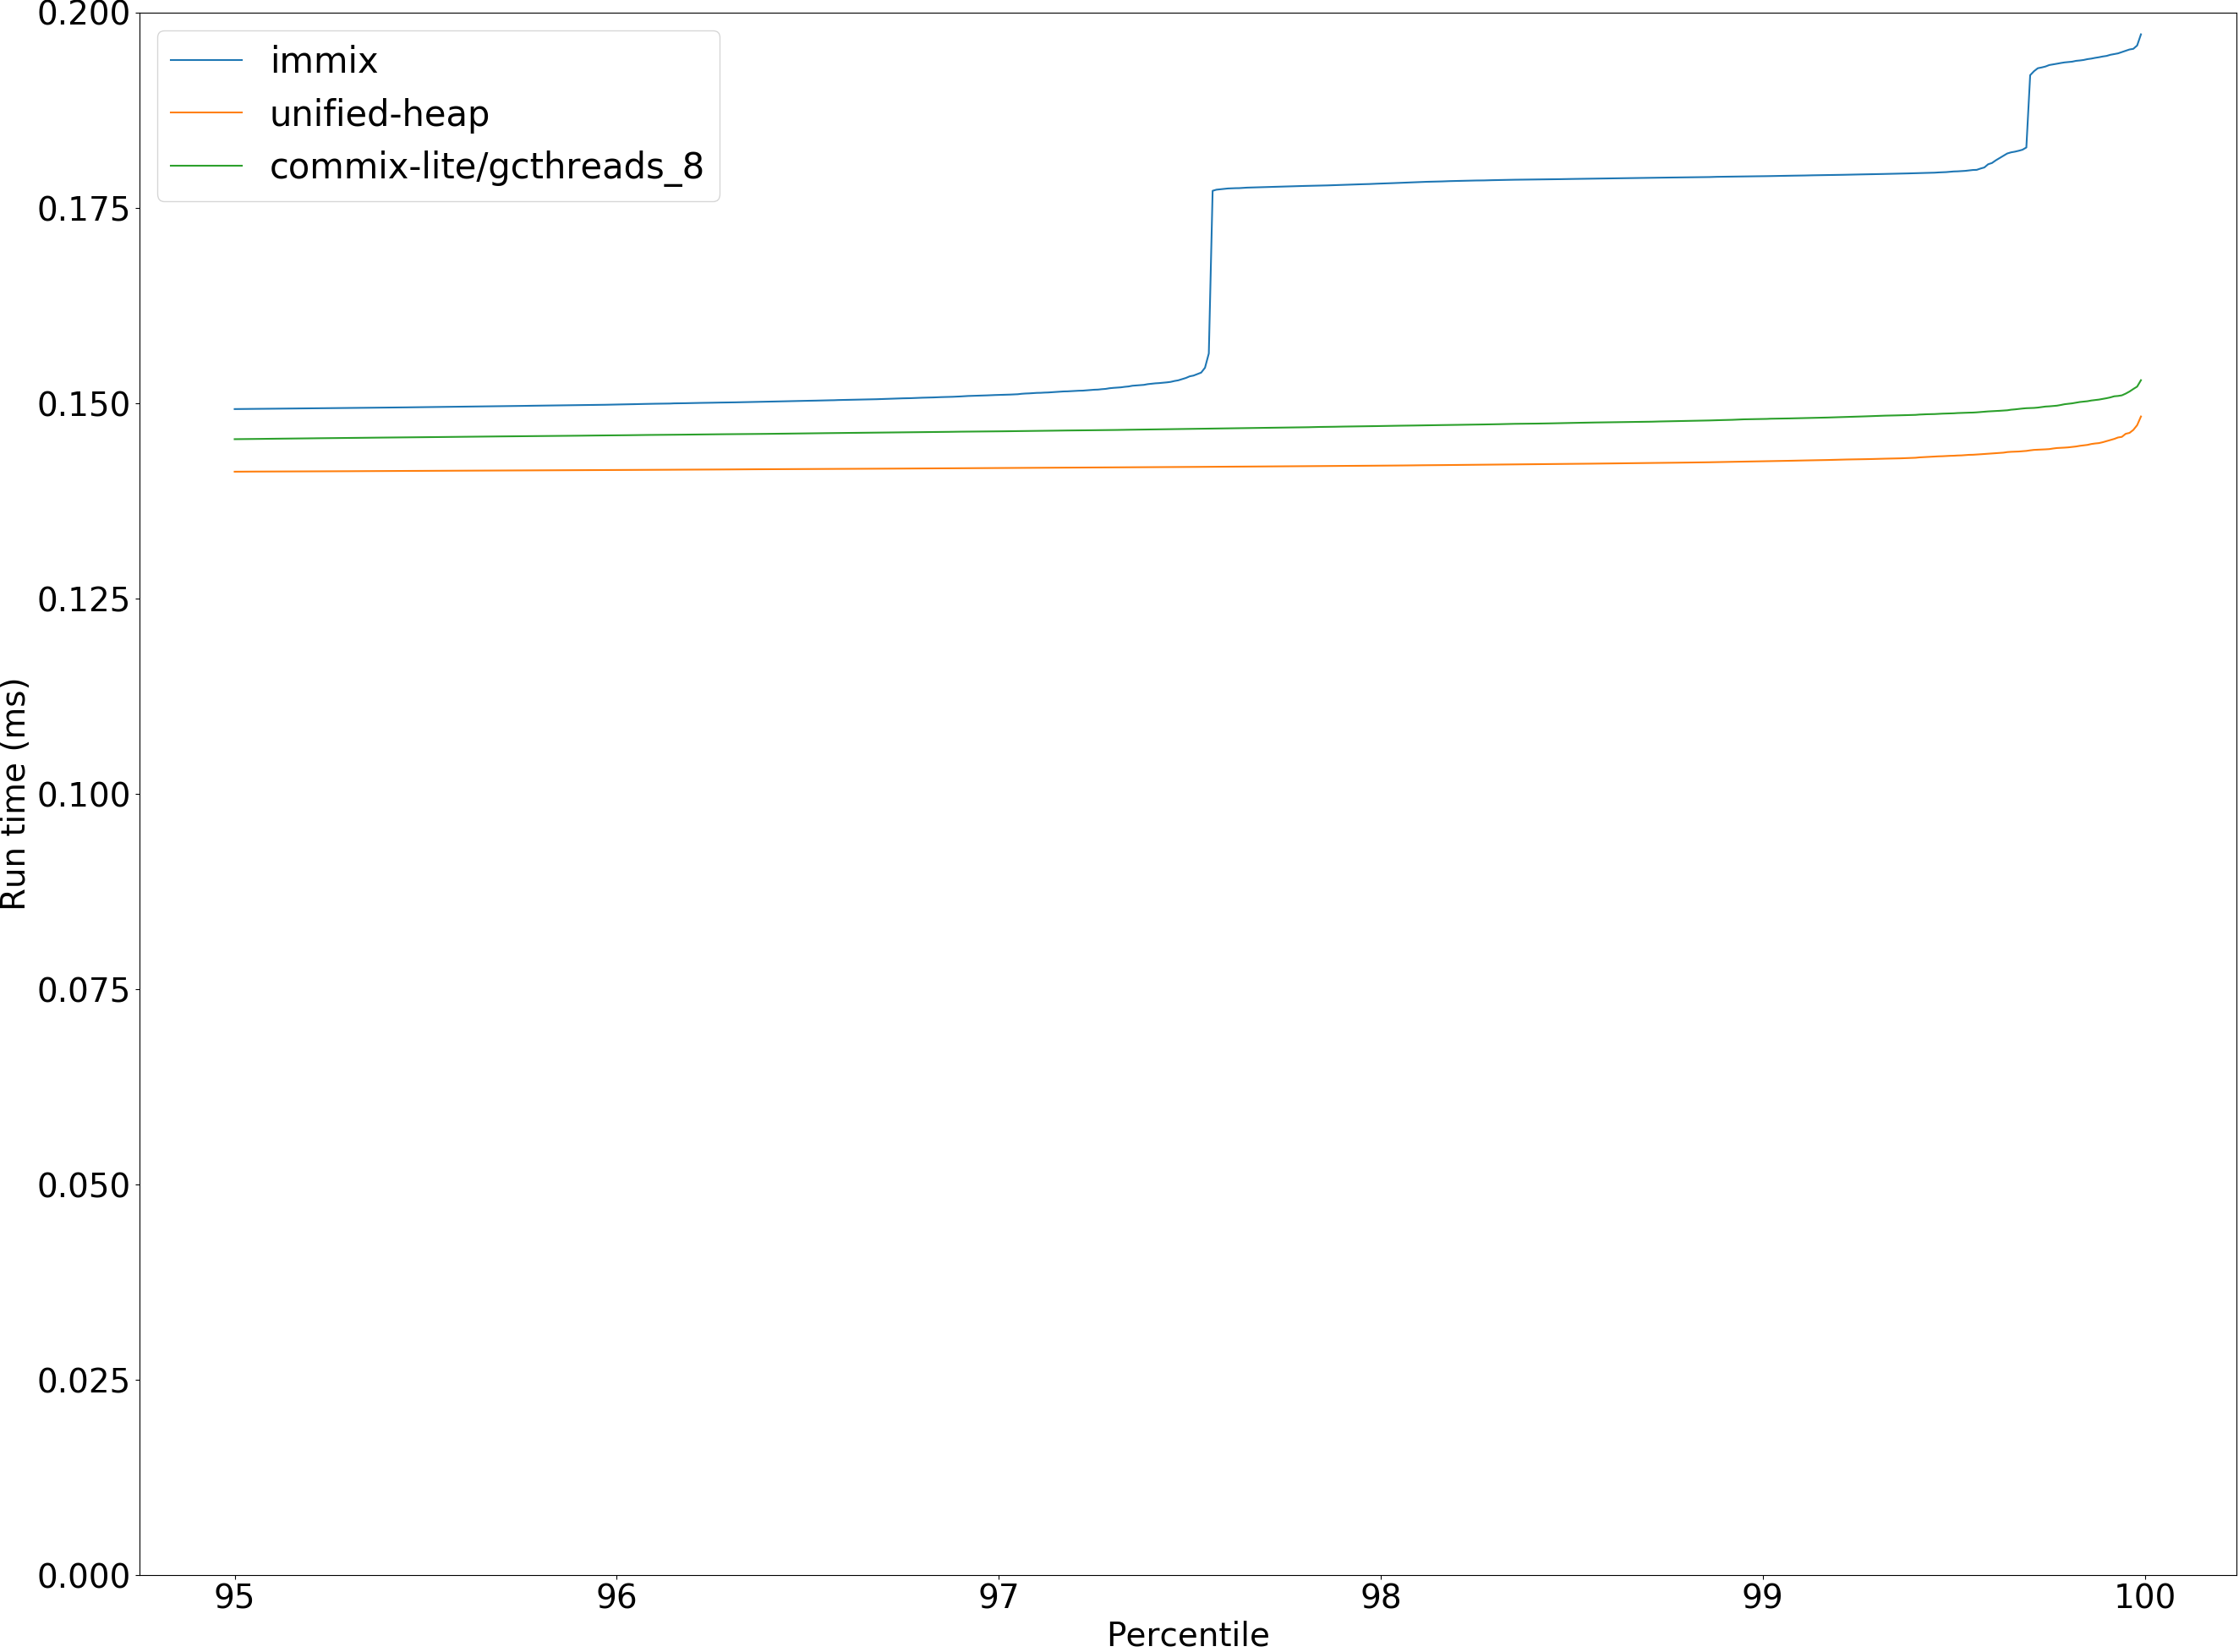 immix
unified-heap
commix-lite/gcthreads_8
0.200
0.175
0.150
0.125
0.100
0.075
0.050
0.025
0.000
Run time (ms)
95 96 97 98 99 100
Percentile